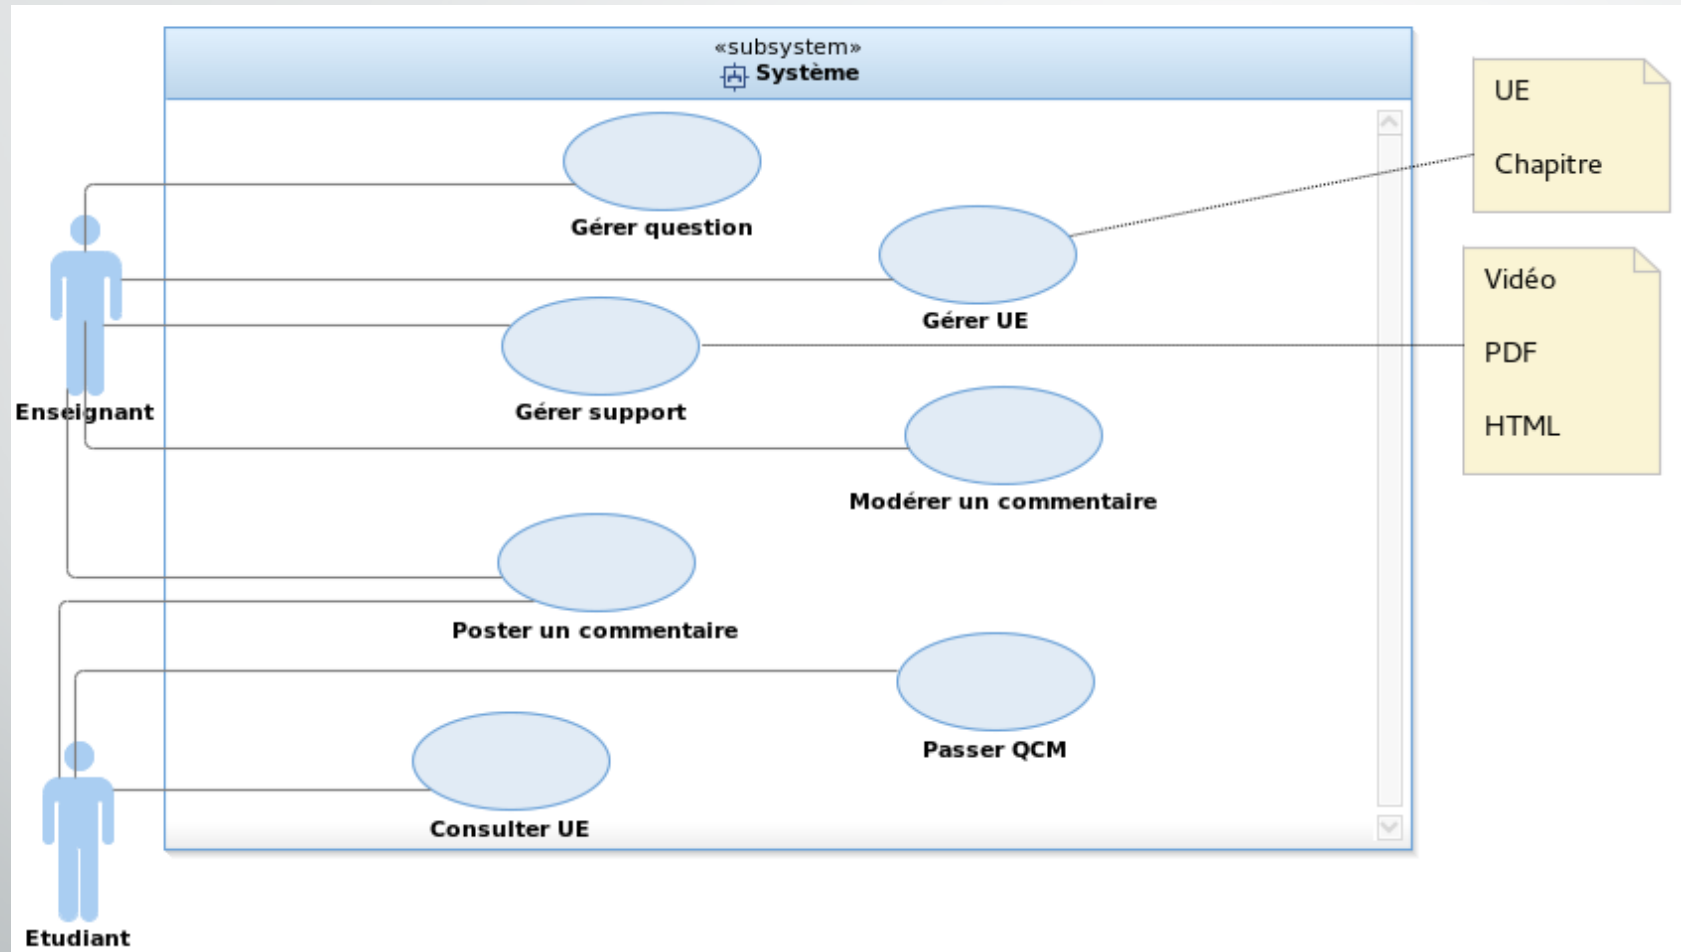 «subsystem»
Système
UE
Chapitre
Gérer question
Vidéo
Gérer UE
PDF
Enseignant
Gérer support
HTML
Modérer un commentaire
Poster un commentaire
Passer QCM
Consulter UE
Etudiant